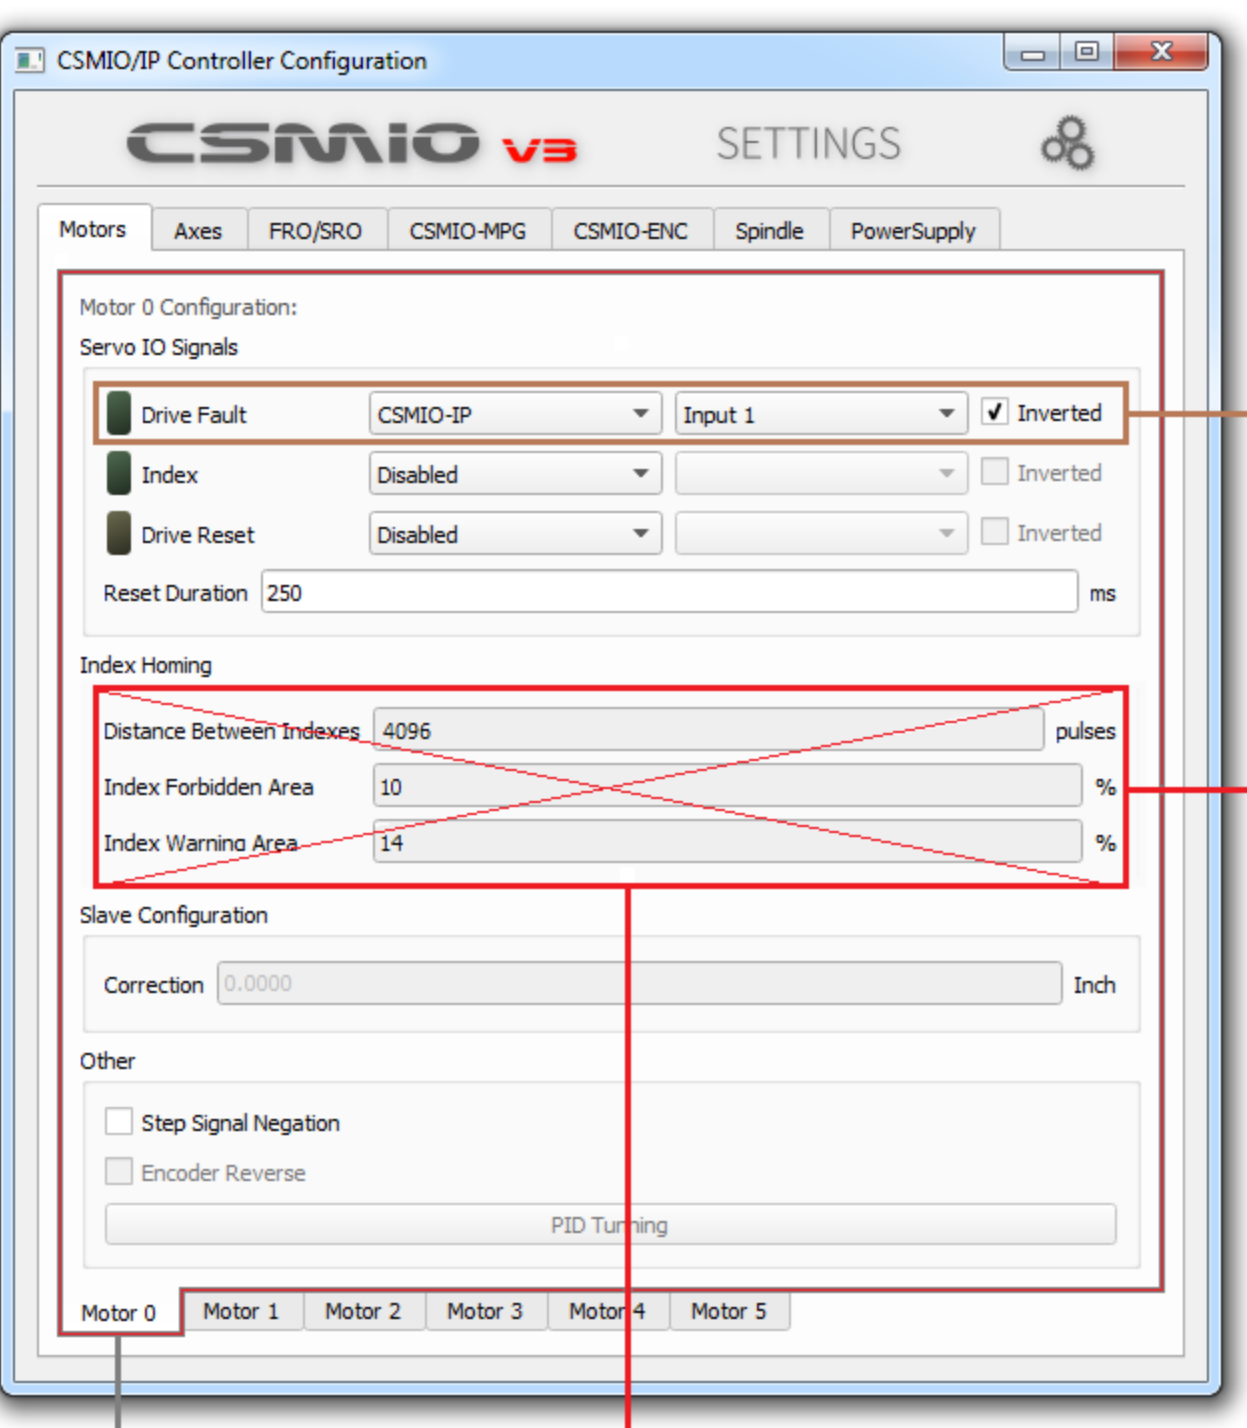 CSMIO/IP Controller Configuration
CSMIO V3 SETTINGS
Motors Axes FRO/SRO CSMIO-MPG CSMIO-ENC Spindle PowerSupply
Motor 0 Configuration:
Servo IO Signals
Drive Fault CSMIO-IP Input 1 Inverted
Index Disabled Inverted
Drive Reset Disabled Inverted
Reset Duration 250 ms
Index Homing
Distance Between Indexes 4096 pulses
Index Forbidden Area 10 %
Index Warning Area 14 %
Slave Configuration
Correction 0.0000 Inch
Other
Step Signal Negation
Encoder Reverse
PID Tunning
Motor 0 Motor 1 Motor 2 Motor 3 Motor 4 Motor 5